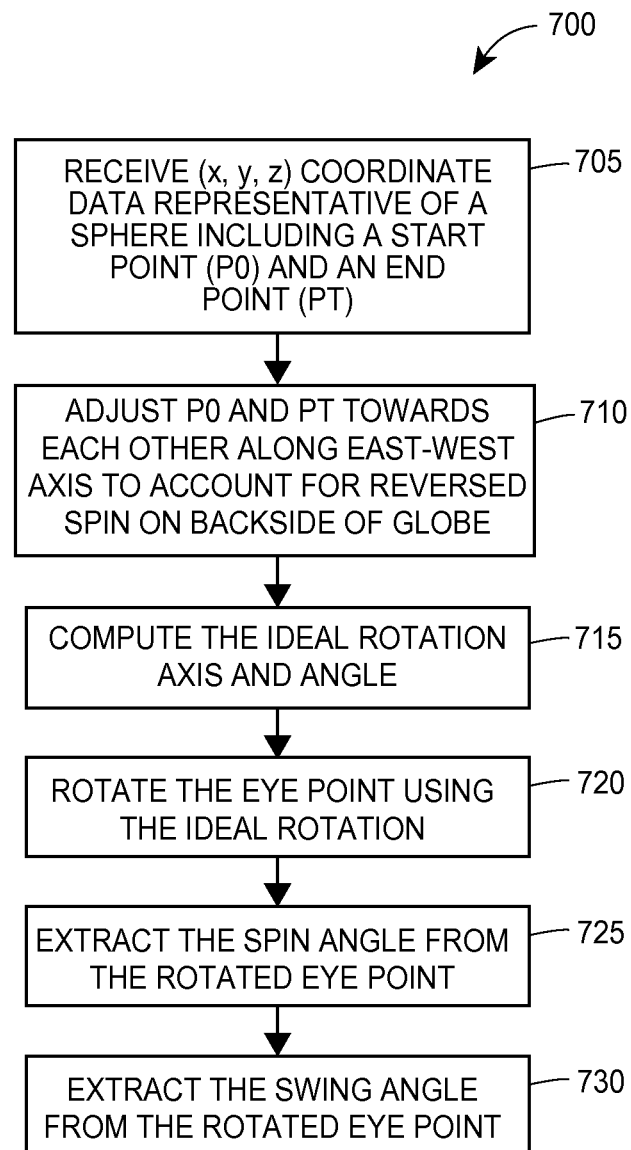 700
705
RECEIVE (x, y, z) COORDINATE
DATA REPRESENTATIVE OF A
SPHERE INCLUDING A START
POINT (P0) AND AN END
POINT (PT)
710
ADJUST P0 AND PT TOWARDS
EACH OTHER ALONG EAST-WEST
AXIS TO ACCOUNT FOR REVERSED
SPIN ON BACKSIDE OF GLOBE
715
COMPUTE THE IDEAL ROTATION
AXIS AND ANGLE
720
ROTATE THE EYE POINT USING
THE IDEAL ROTATION
725
EXTRACT THE SPIN ANGLE FROM
THE ROTATED EYE POINT
730
EXTRACT THE SWING ANGLE
FROM THE ROTATED EYE POINT